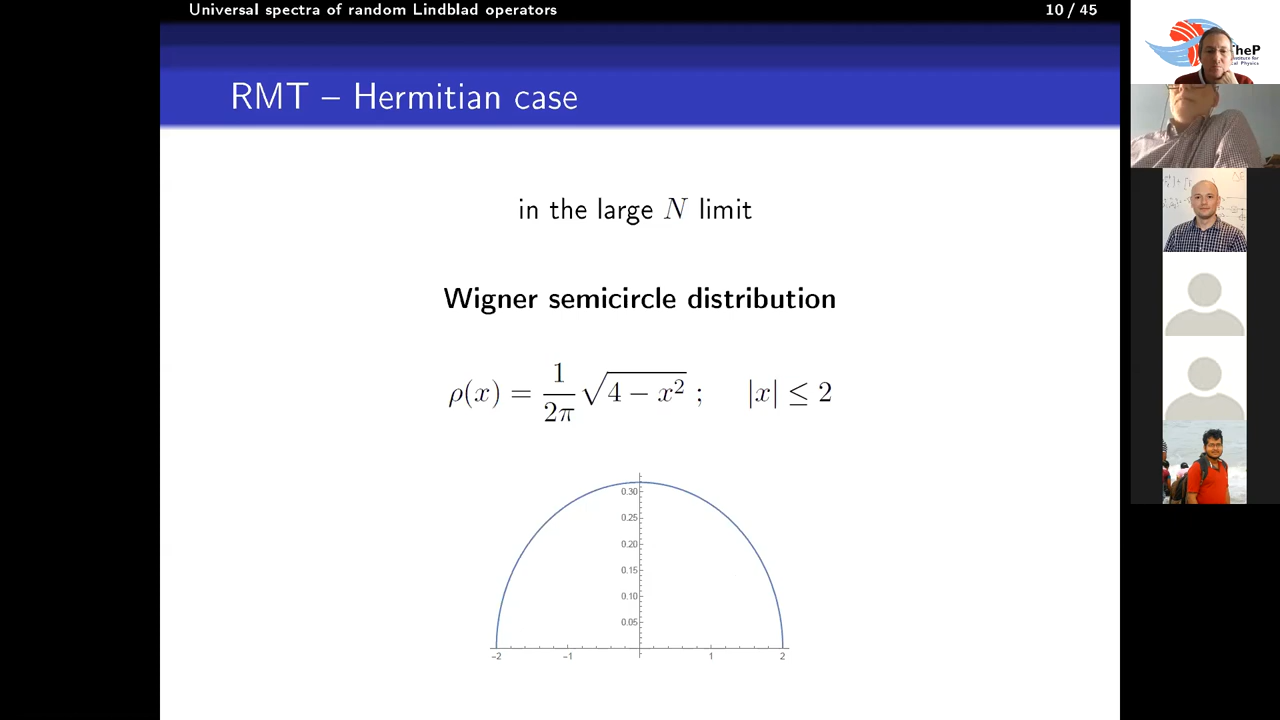 Universal spectra of random Lindblad operators 10 / 45
RMT – Hermitian case
in the large N limit
Wigner semicircle distribution
ρ(x) = 1/2π √4 − x² ; |x| ≤ 2
0.30
0.25
0.20
0.15
0.10
0.05
-2 -1 1 2
TheP